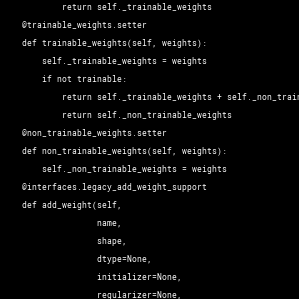 return self._trainable_weights
@trainable_weights.setter
def trainable_weights(self, weights):
self._trainable_weights = weights
if not trainable:
return self._trainable_weights + self._non_train
return self._non_trainable_weights
@non_trainable_weights.setter
def non_trainable_weights(self, weights):
self._non_trainable_weights = weights
@interfaces.legacy_add_weight_support
def add_weight(self,
name,
shape,
dtype=None,
initializer=None,
regularizer=None,